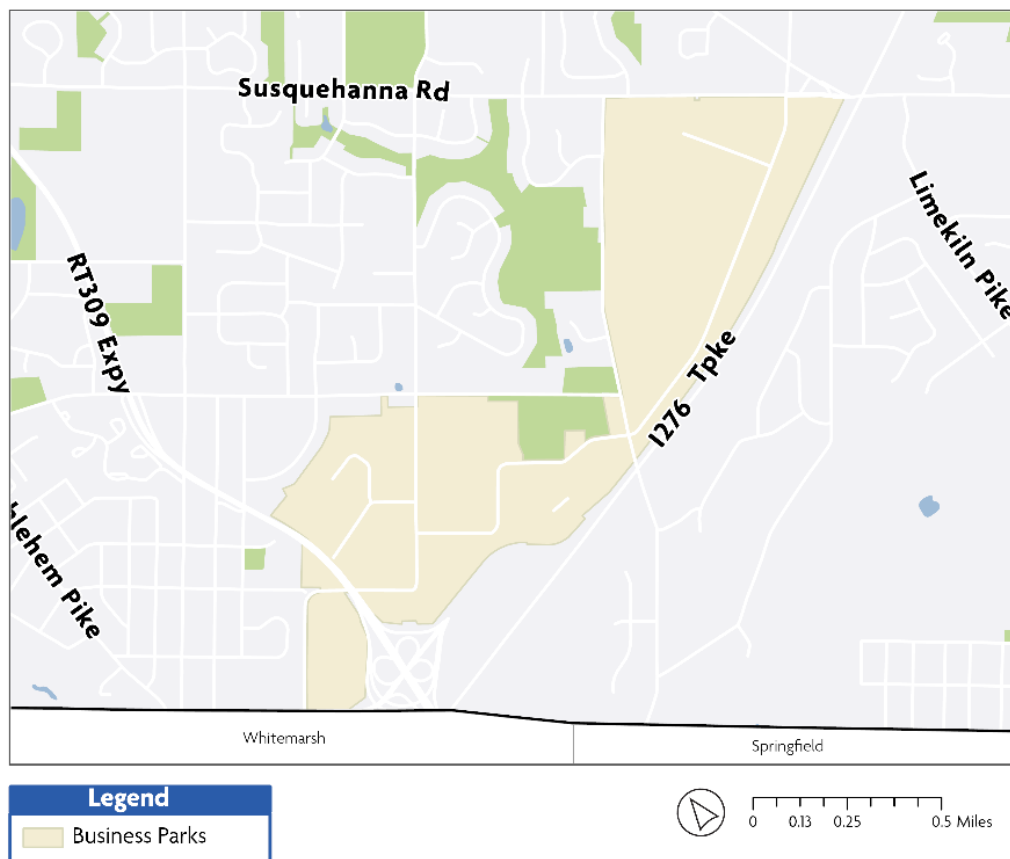 Susquehanna Rd
Limekiln Pike
RT309 Expy
I276 Tpke
hlehem Pike
Whitemarsh
Springfield
Legend
Business Parks
0 0.13 0.25 0.5 Miles